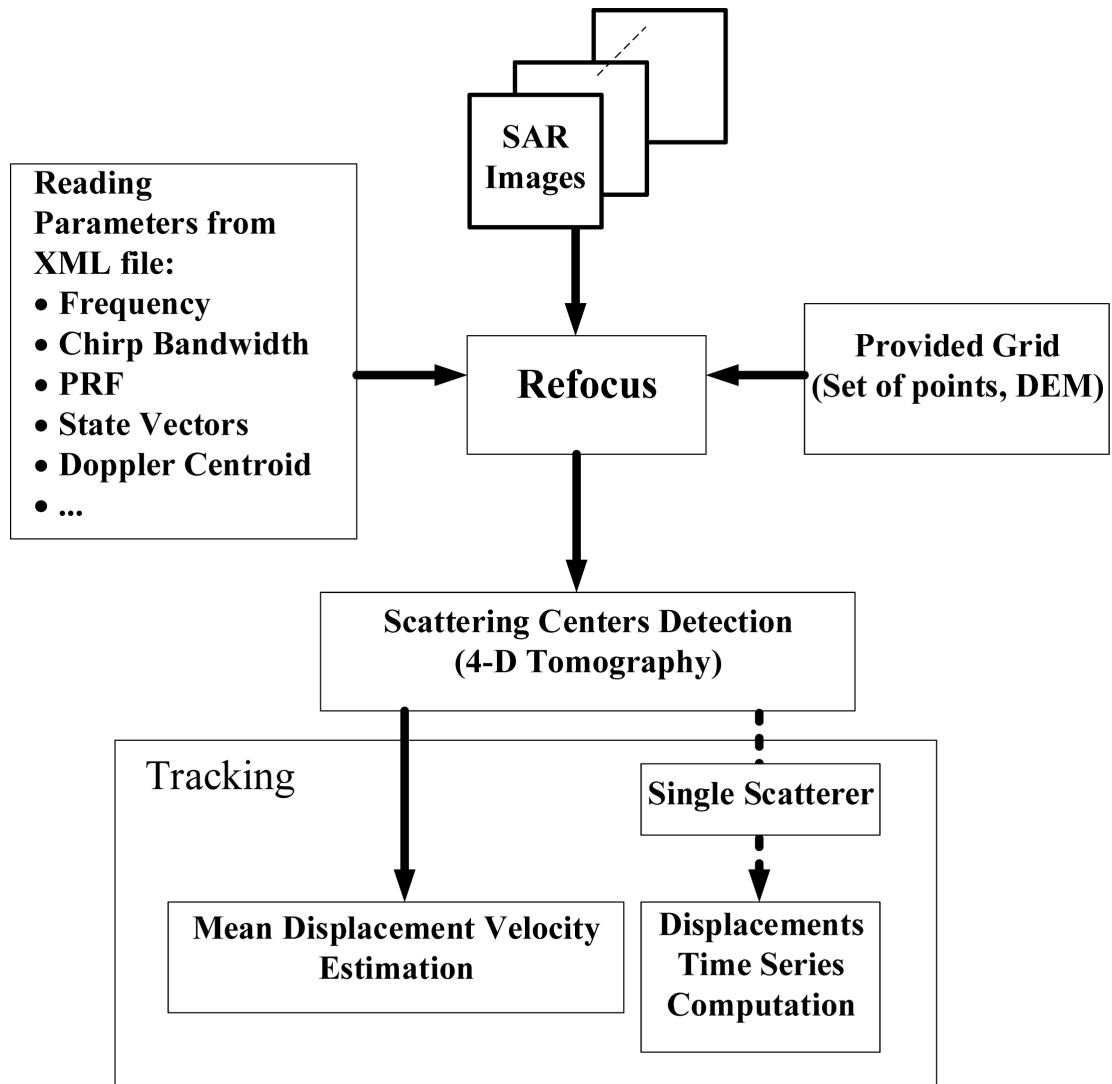 SAR
Images
Reading
Parameters from
XML file:
• Frequency
• Chirp Bandwidth
• PRF
• State Vectors
• Doppler Centroid
• ...
Refocus
Provided Grid
(Set of points, DEM)
Scattering Centers Detection
(4-D Tomography)
Tracking
Single Scatterer
Mean Displacement Velocity
Estimation
Displacements
Time Series
Computation